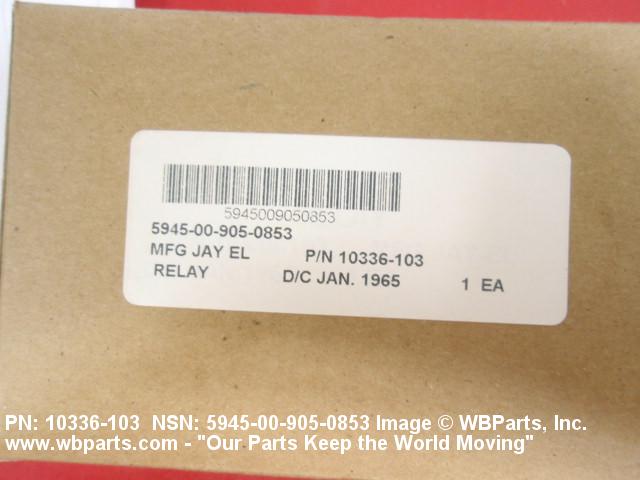 5945009050853
5945-00-905-0853
MFG JAY EL P/N 10336-103
RELAY D/C JAN. 1965 1 EA
PN: 10336-103 NSN: 5945-00-905-0853 Image © WBParts, Inc.
www.wbparts.com - "Our Parts Keep the World Moving"